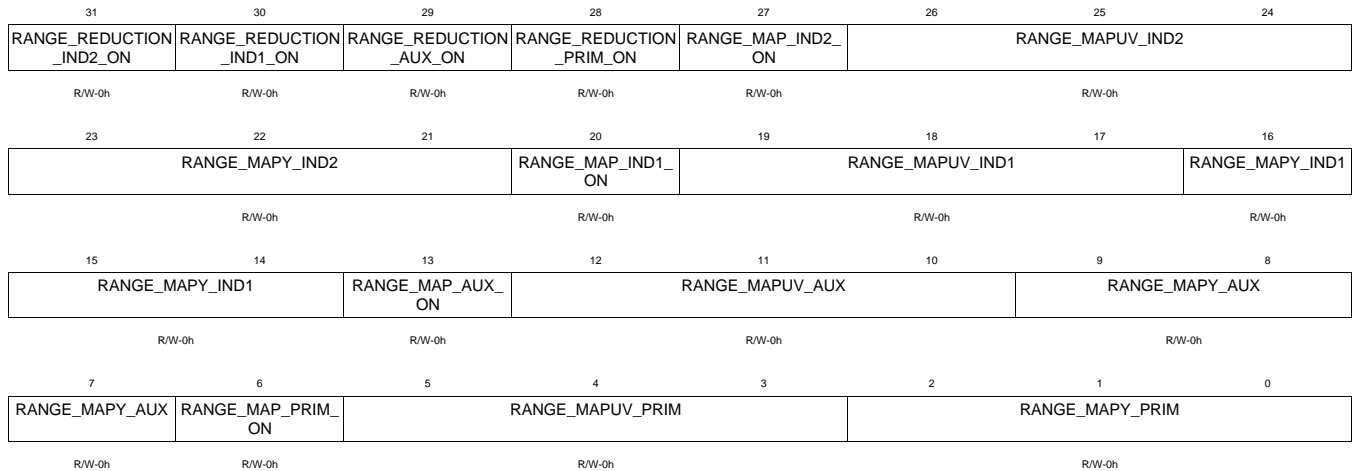 31 30 29 28 27 26 25 24
RANGE_REDUCTION RANGE_REDUCTION RANGE_REDUCTION RANGE_REDUCTION RANGE_MAP_IND2_ RANGE_MAPUV_IND2
_IND2_ON _IND1_ON _AUX_ON _PRIM_ON ON
R/W-0h R/W-0h R/W-0h R/W-0h R/W-0h R/W-0h
23 22 21 20 19 18 17 16
RANGE_MAPY_IND2 RANGE_MAP_IND1_ RANGE_MAPUV_IND1 RANGE_MAPY_IND1
ON
R/W-0h R/W-0h R/W-0h R/W-0h
15 14 13 12 11 10 9 8
RANGE_MAPY_IND1 RANGE_MAP_AUX_ RANGE_MAPUV_AUX RANGE_MAPY_AUX
ON
R/W-0h R/W-0h R/W-0h R/W-0h
7 6 5 4 3 2 1 0
RANGE_MAPY_AUX RANGE_MAP_PRIM_ RANGE_MAPUV_PRIM RANGE_MAPY_PRIM
ON
R/W-0h R/W-0h R/W-0h R/W-0h